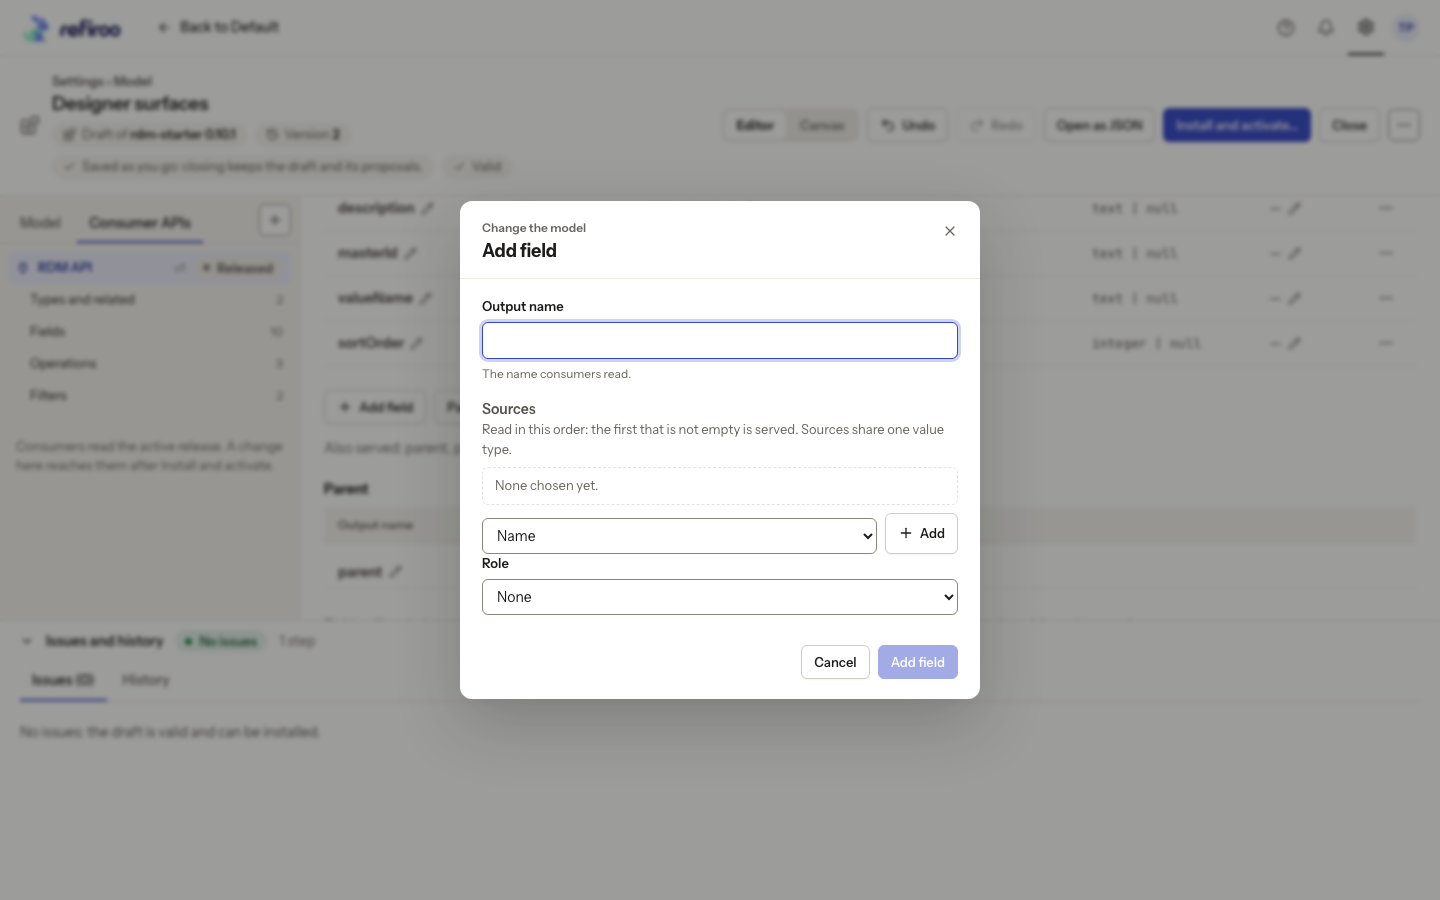 refiroo
Back to Default
TP
Settings › Model
Designer surfaces
Draft of rdm-starter 0.10.1
Version 2
Editor
Canvas
Undo
Redo
Open as JSON
Install and activate...
Close
Saved as you go: closing keeps the draft and its proposals.
Valid
Model
Consumer APIs
RDM API
Released
Types and related 2
Fields 10
Operations 3
Filters 2
Consumers read the active release. A change
here reaches them after Install and activate.
description
text | null
masterId
text | null
valueName
text | null
sortOrder
integer | null
Add field
Also served: parent,
Parent
Output name
parent
Change the model
Add field
Output name
The name consumers read.
Sources
Read in this order: the first that is not empty is served. Sources share one value
type.
None chosen yet.
Name
Add
Role
None
Cancel
Add field
Issues and history
No issues
1 step
Issues (0)
History
No issues: the draft is valid and can be installed.